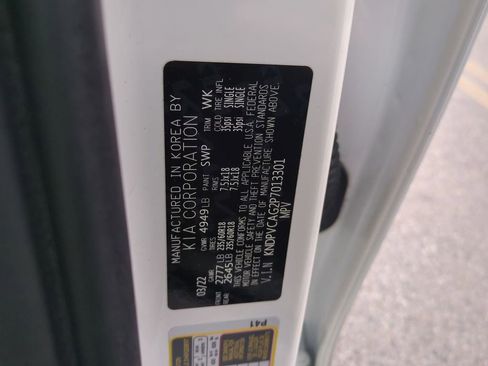 MANUFACTURED IN KOREA BY
KIA CORPORATION
03/22 GVWR 4949LB PAINT SWP TRIM WK
GAWR RIMS COLD TIRE INFL
FRONT 2777LB 235/60R18 7.5Jx18 35psi SINGLE
REAR 2645LB 235/60R18 7.5Jx18 35psi SINGLE
THIS VEHICLE CONFORMS TO ALL APPLICABLE U.S.A. FEDERAL
MOTOR VEHICLE SAFETY AND THEFT PREVENTION STANDARDS
IN EFFECT ON THE DATE OF MANUFACTURE SHOWN ABOVE.
V.I.N KNDPVCAG2P7013301
MPV
P41